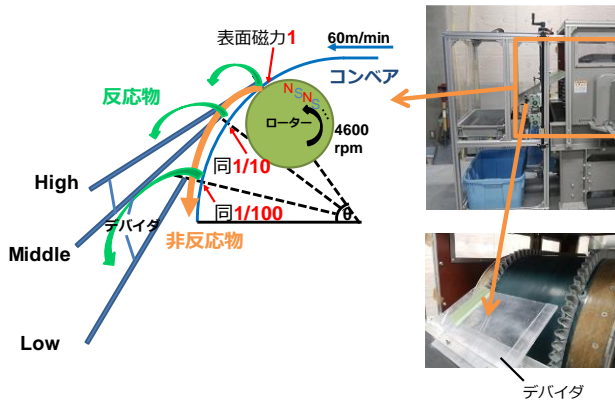 表面磁力1
60m/min
コンベア
反応物
N
S
N
S
...
ローター
4600
rpm
同1/10
High
θ
同1/100
デバイダ
非反応物
Middle
Low
デバイダ